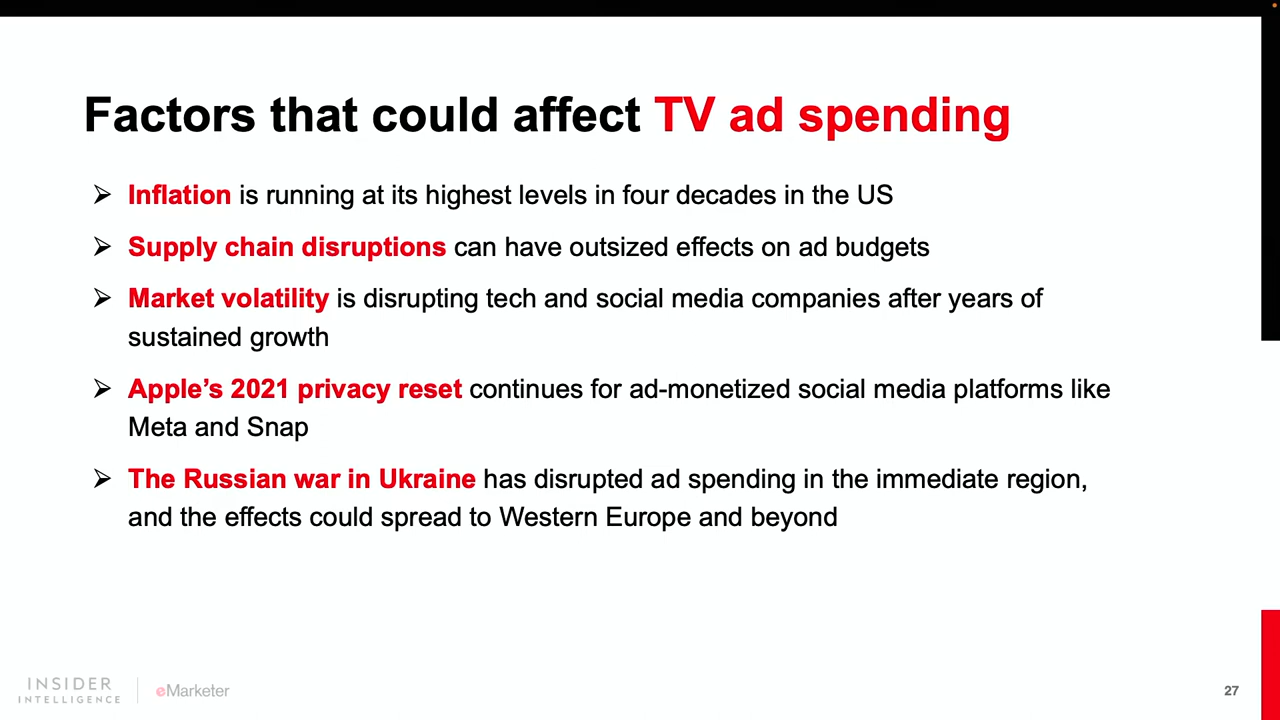 Factors that could affect TV ad spending
➢ Inflation is running at its highest levels in four decades in the US
➢ Supply chain disruptions can have outsized effects on ad budgets
➢ Market volatility is disrupting tech and social media companies after years of
sustained growth
➢ Apple’s 2021 privacy reset continues for ad-monetized social media platforms like
Meta and Snap
➢ The Russian war in Ukraine has disrupted ad spending in the immediate region,
and the effects could spread to Western Europe and beyond
INSIDER
INTELLIGENCE
eMarketer
27